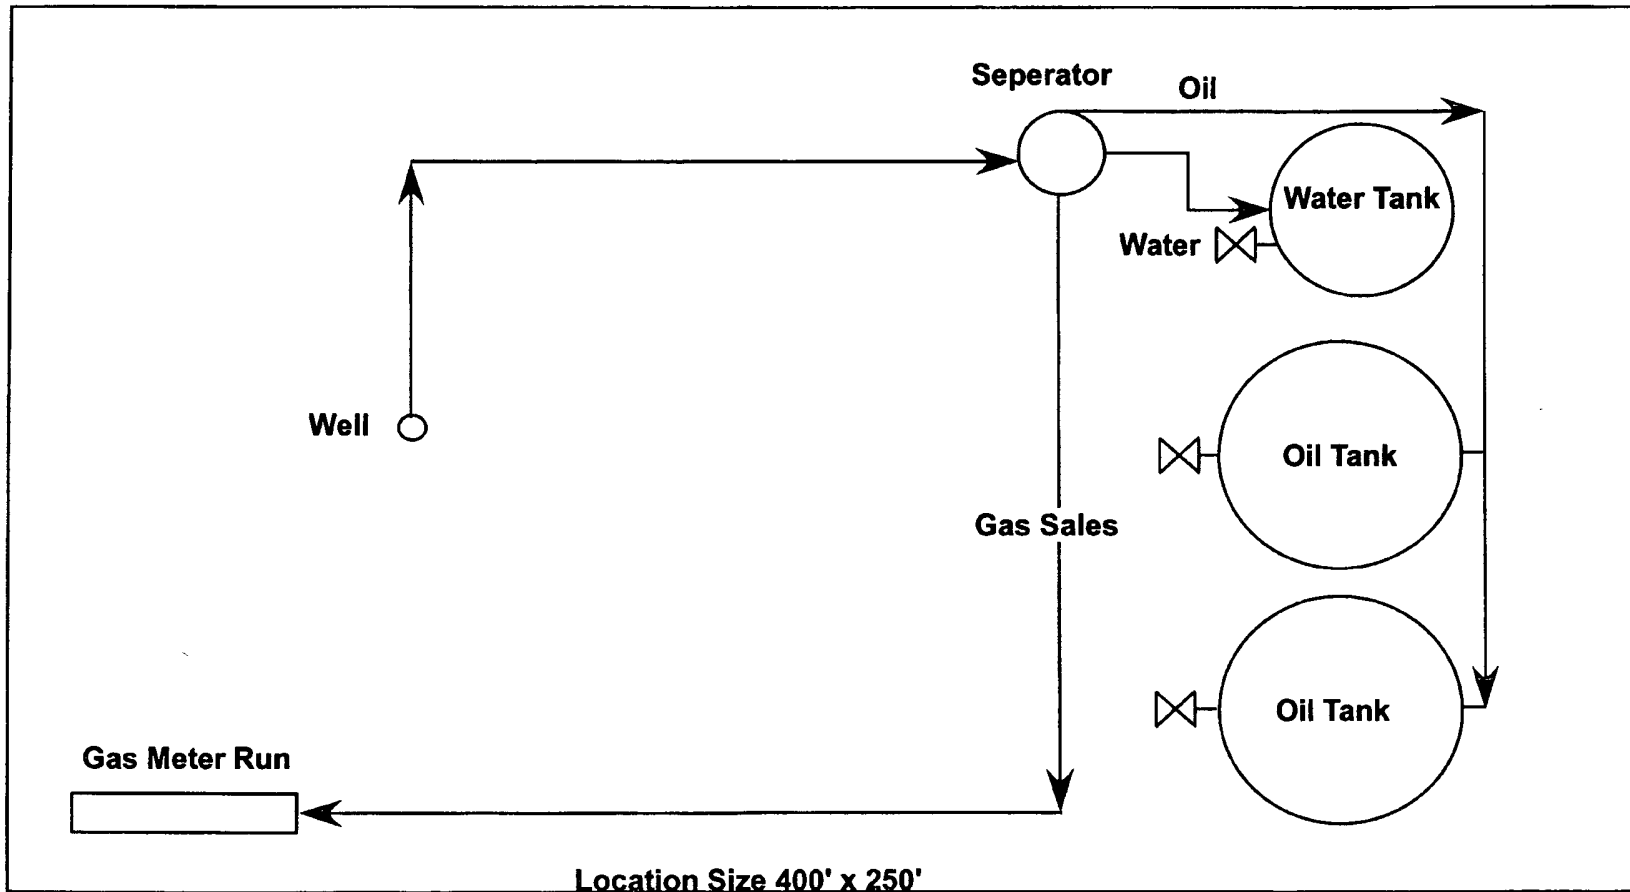 Seperator
Oil
Water Tank
Water
Well
Oil Tank
Gas Sales
Oil Tank
Gas Meter Run
Location Size 400' x 250'